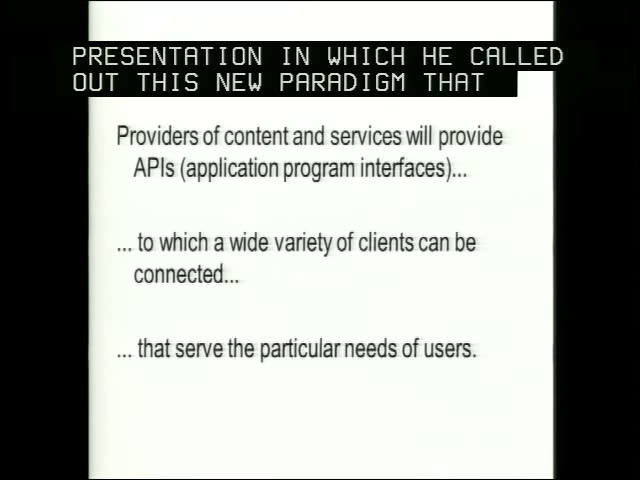 PRESENTATION IN WHICH HE CALLED
OUT THIS NEW PARADIGM THAT
Providers of content and services will provide
APIs (application program interfaces)...
... to which a wide variety of clients can be
connected...
... that serve the particular needs of users.